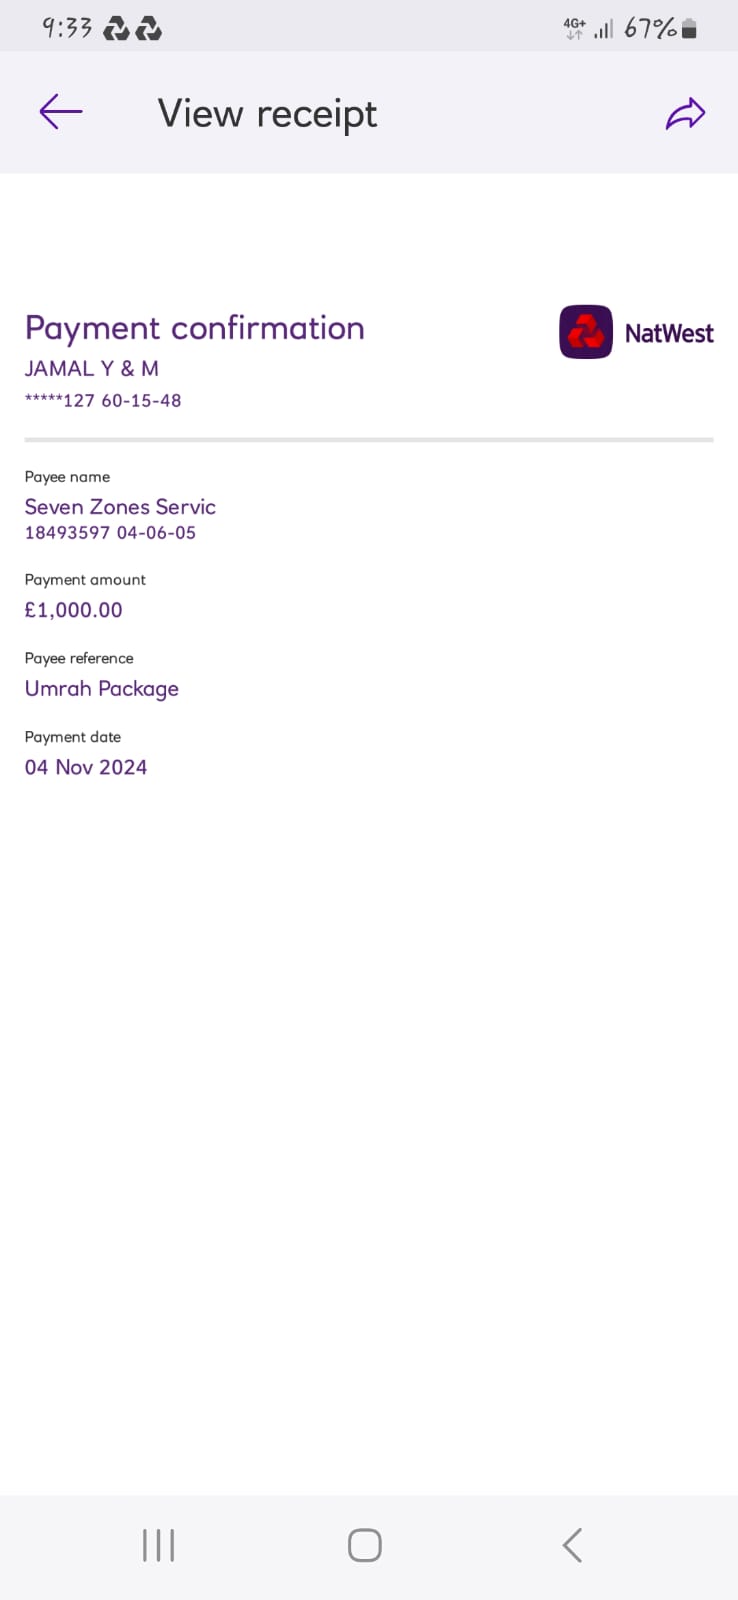 9:33 4G+ 67%
View receipt
Payment confirmation
NatWest
JAMAL Y & M
*****127 60-15-48
Payee name
Seven Zones Servic
18493597 04-06-05
Payment amount
£1,000.00
Payee reference
Umrah Package
Payment date
04 Nov 2024